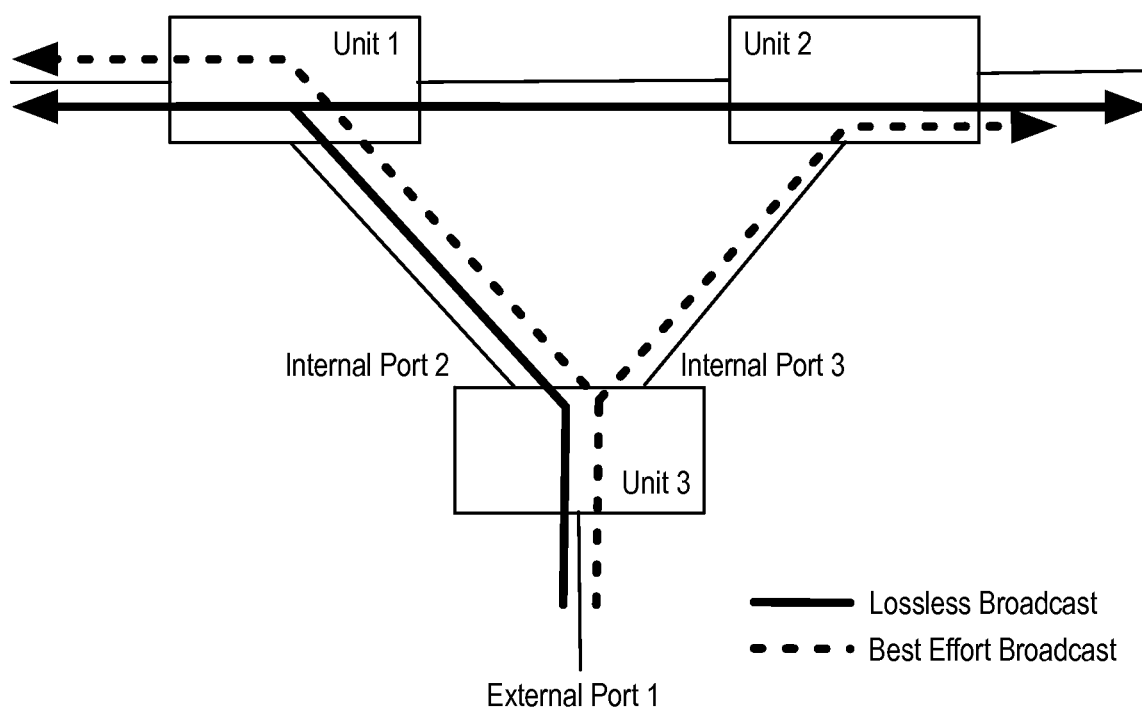 Unit 1
Unit 2
Internal Port 2
Internal Port 3
Unit 3
Lossless Broadcast
Best Effort Broadcast
External Port 1